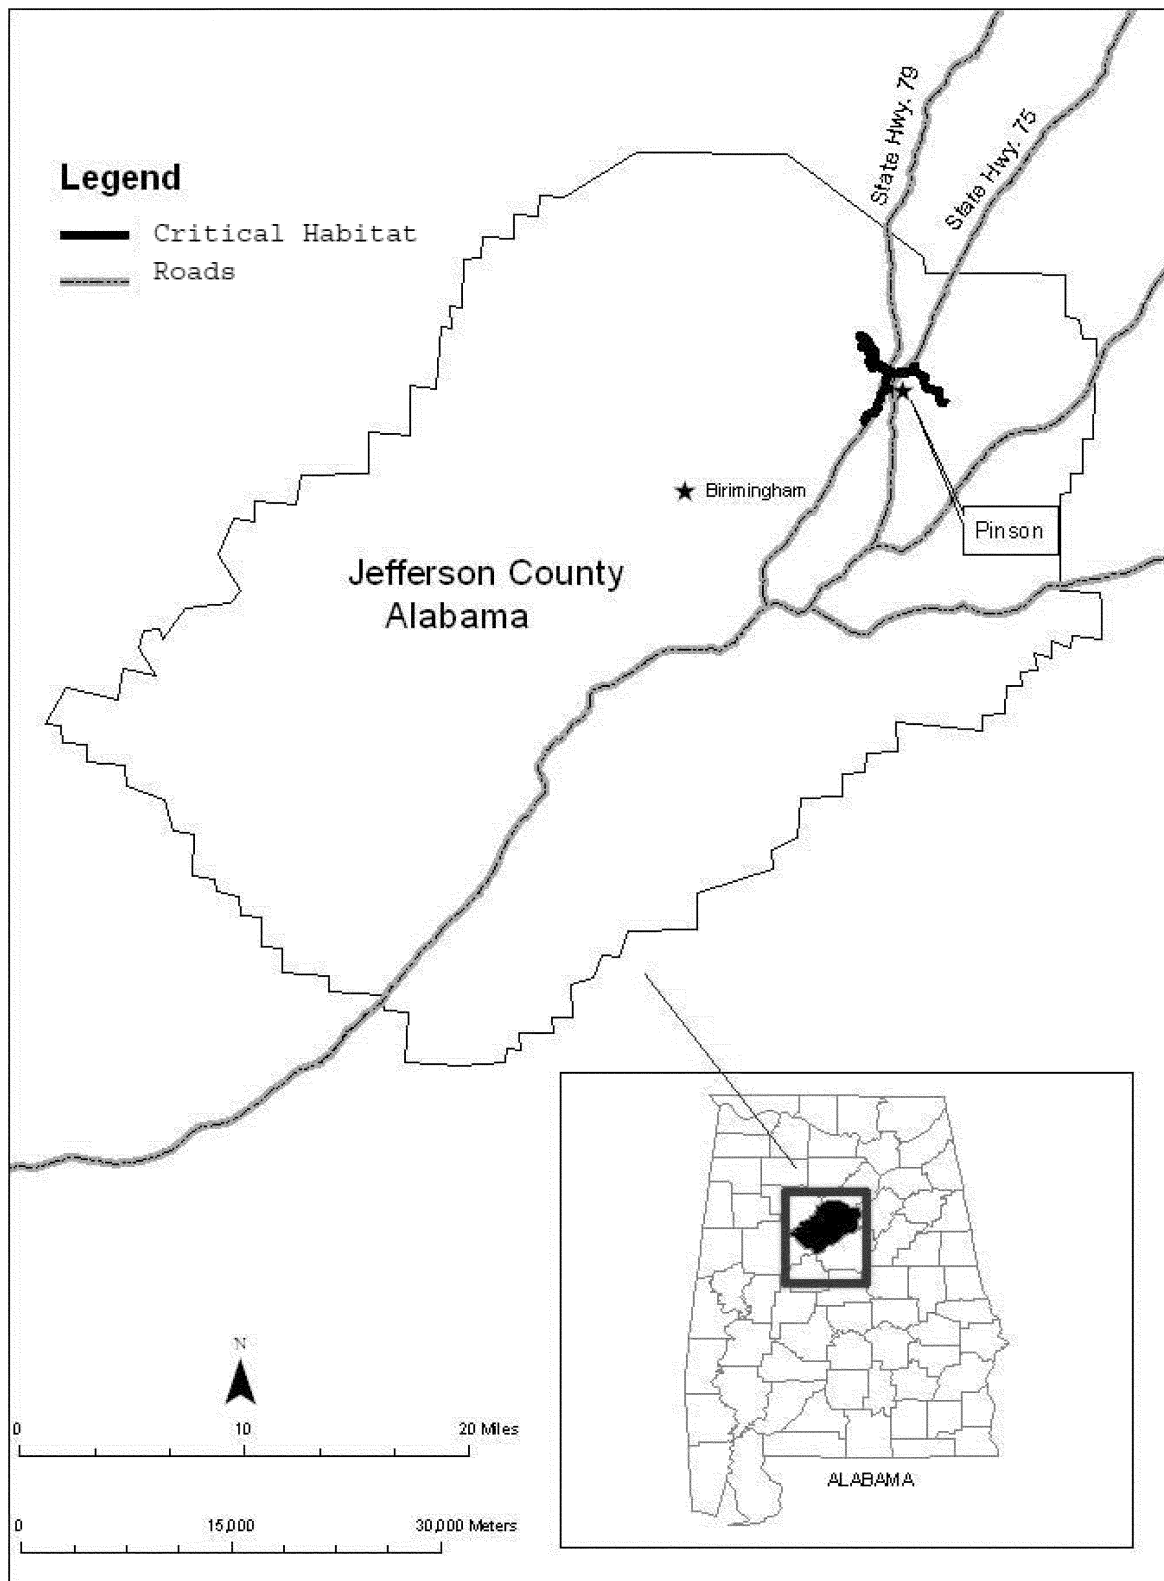 State Hwy. 79
State Hwy. 75
Legend
Critical Habitat
Roads
Birimingham
Pinson
Jefferson County
Alabama
N
0 10 20 Miles
0 15,000 30,000 Meters
ALABAMA